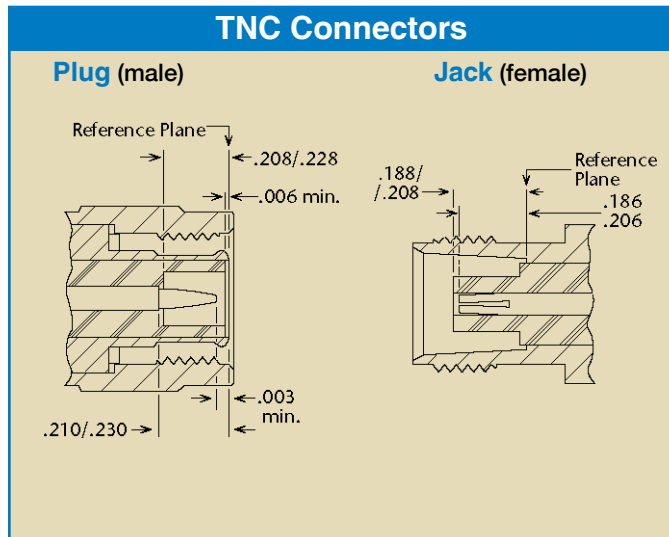 TNC Connectors
Plug (male)
Jack (female)
Reference Plane
.208/.228
.006 min.
.003
min.
.210/.230
.188/
/.208
Reference
Plane
.186
.206